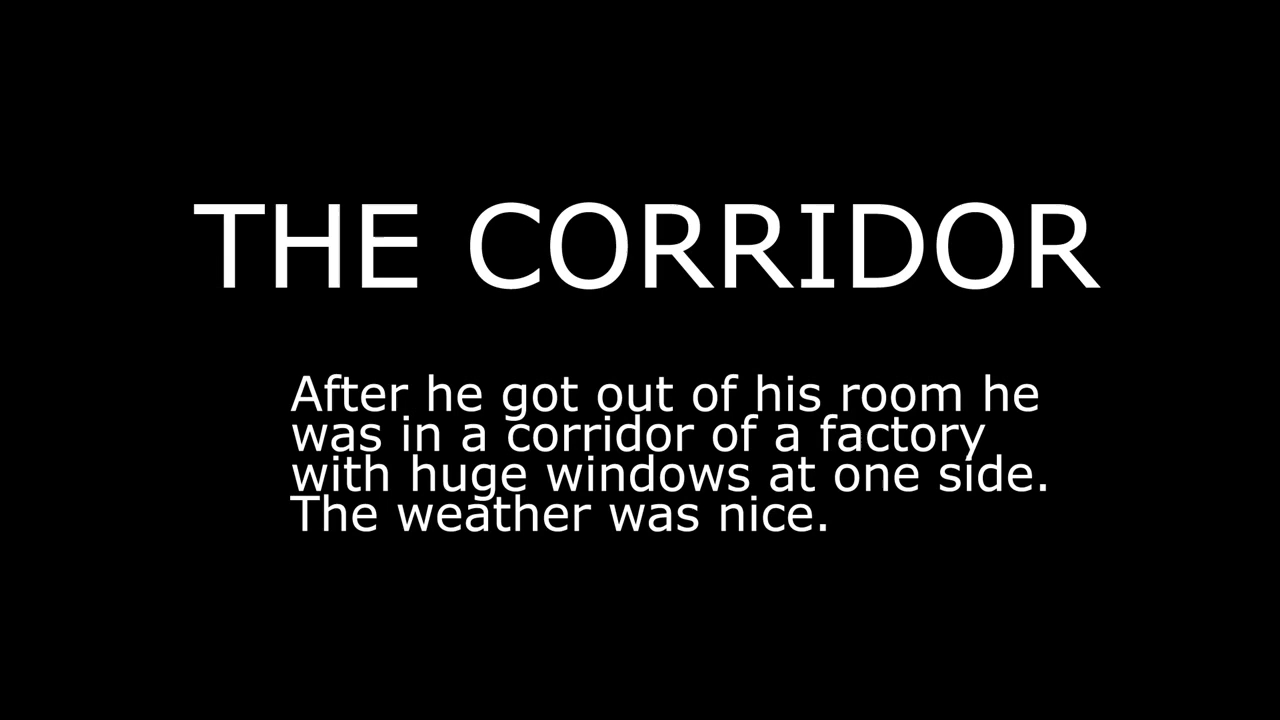 THE CORRIDOR
After he got out of his room he
was in a corridor of a factory
with huge windows at one side.
The weather was nice.